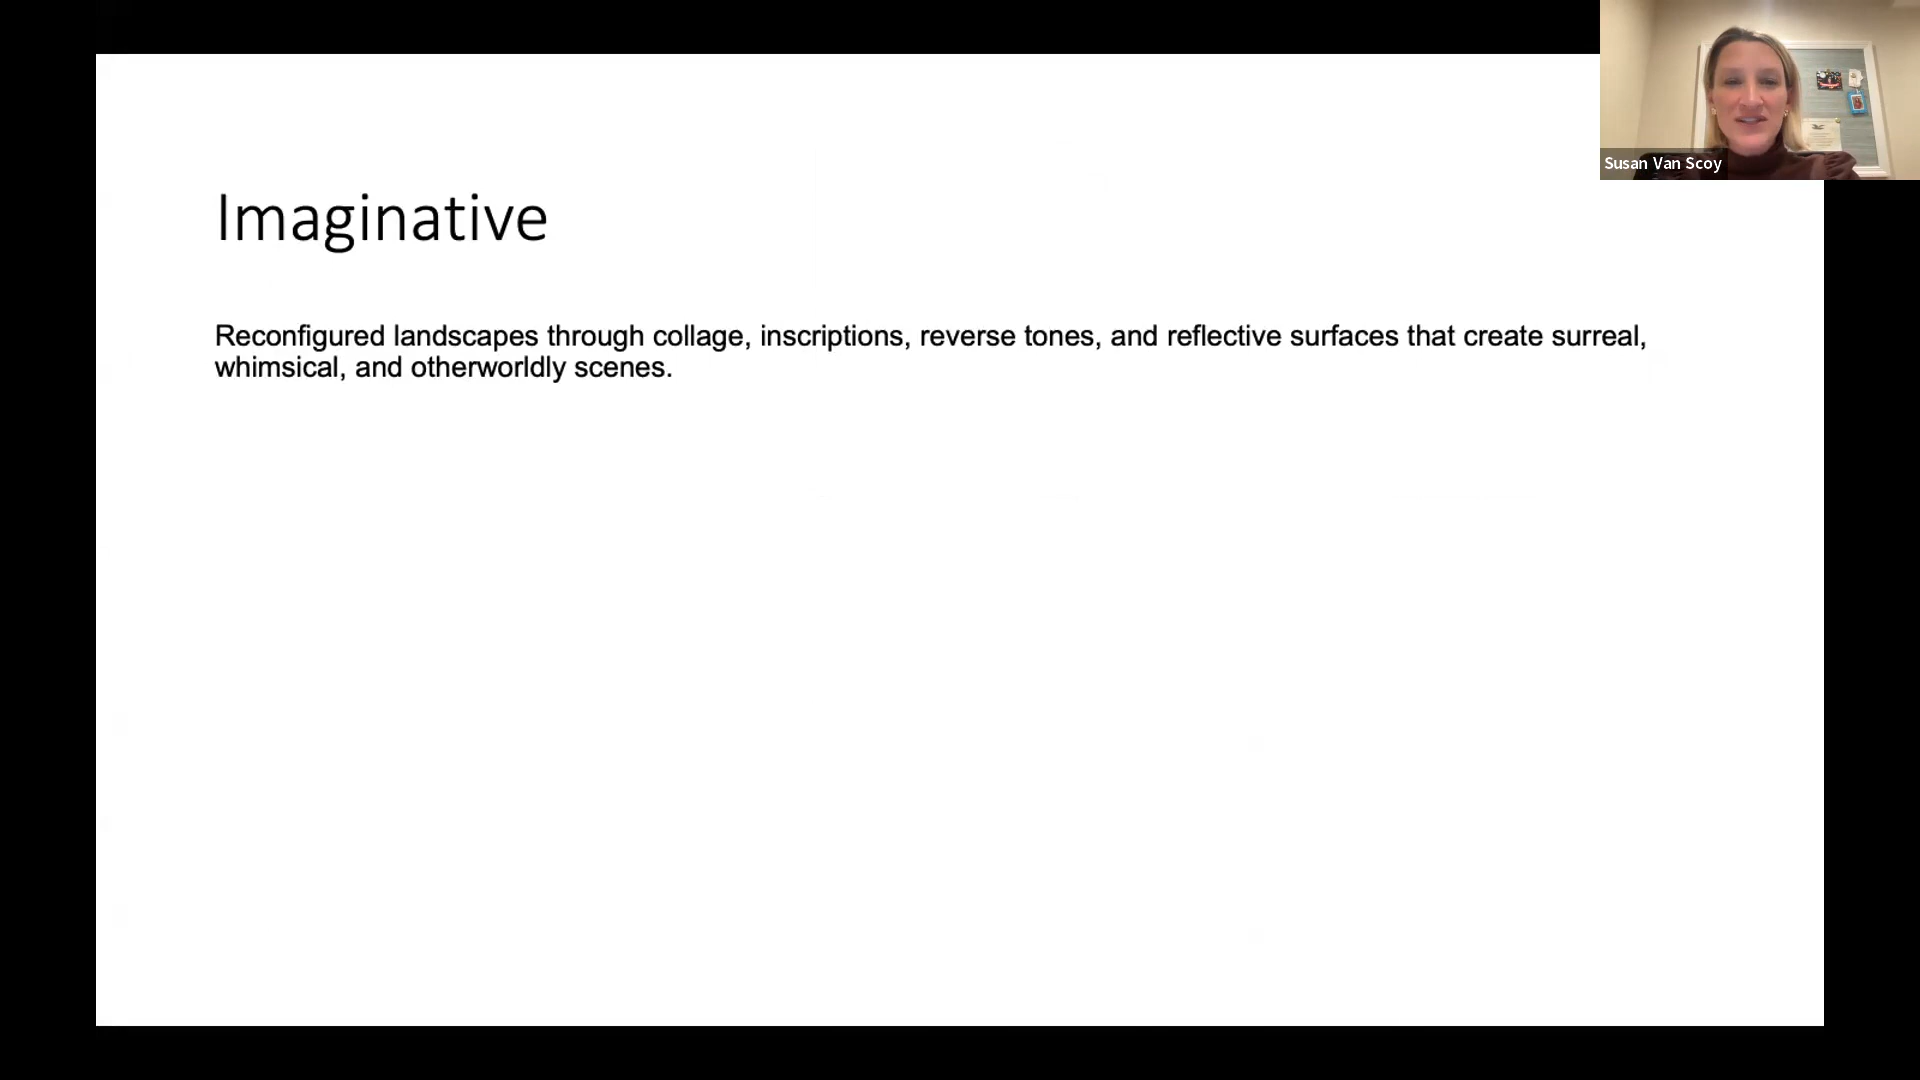 Imaginative
Reconfigured landscapes through collage, inscriptions, reverse tones, and reflective surfaces that create surreal,
whimsical, and otherworldly scenes.
Susan Van Scoy